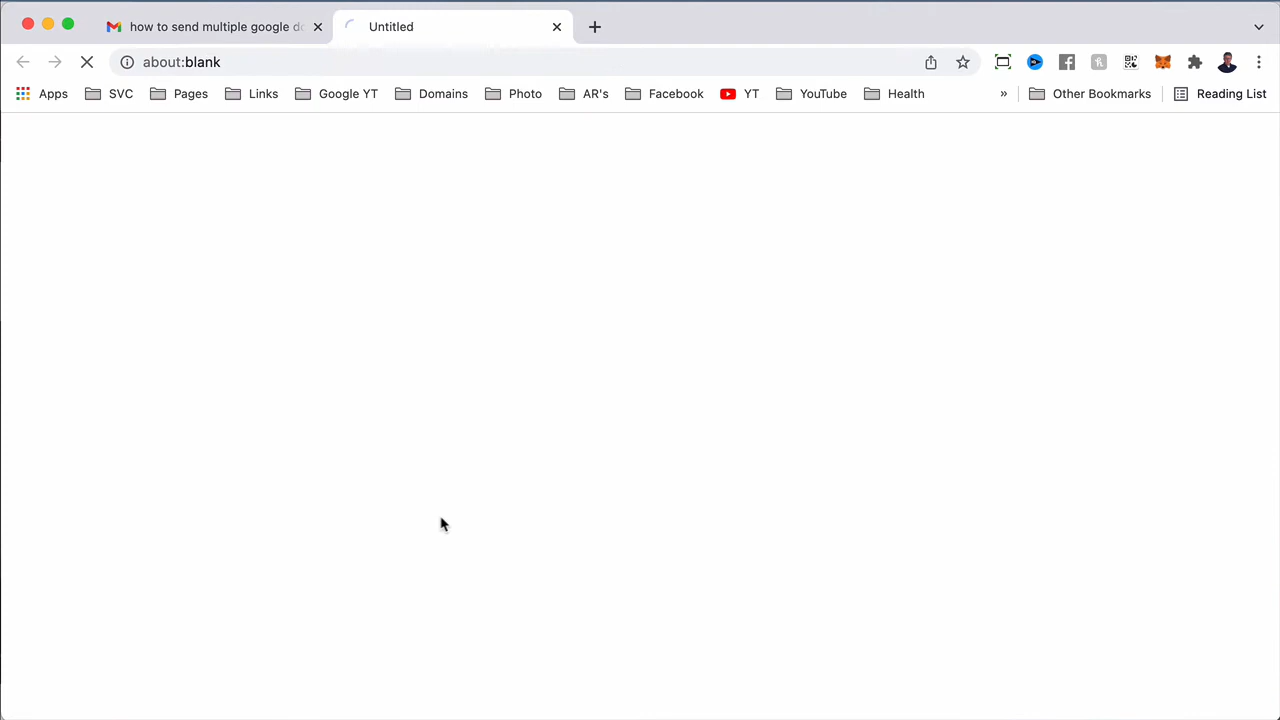 how to send multiple google do
Untitled
about:blank
Apps SVC Pages Links Google YT Domains Photo AR's Facebook YT YouTube Health » Other Bookmarks Reading List